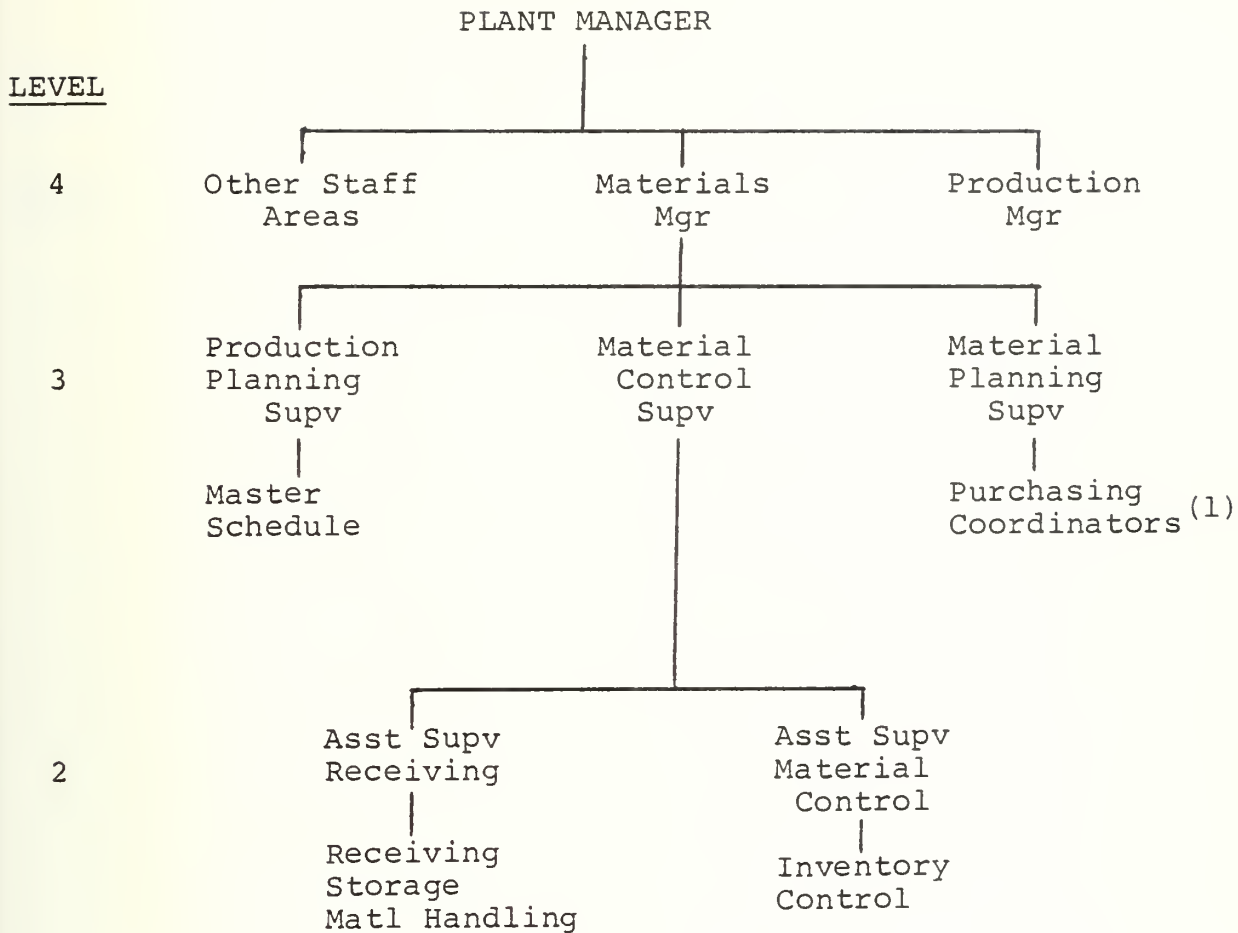 PLANT MANAGER
LEVEL
4
Other Staff
Areas
Materials
Mgr
Production
Mgr
3
Production
Planning
Supv
Material
Control
Supv
Material
Planning
Supv
Master
Schedule
Purchasing
Coordinators (1)
2
Asst Supv
Receiving
Asst Supv
Material
Control
Receiving
Storage
Matl Handling
Inventory
Control